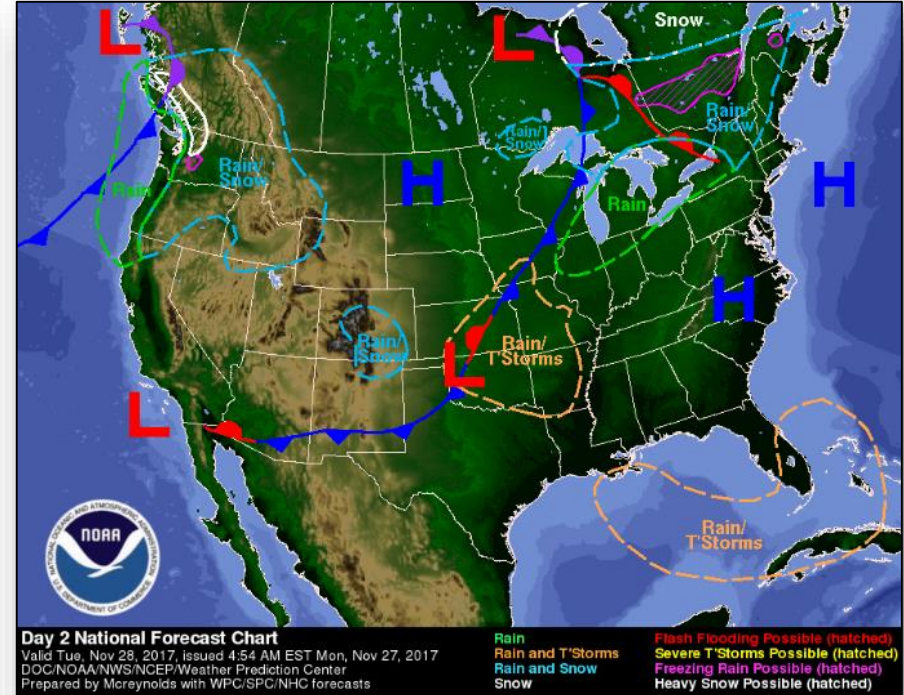 L
L
Snow
Rain/
Snow
Rain/
Snow
Rain/
Snow
Rain
H
H
Rain
H
Rain/
T'Storms
L
Rain/
Snow
L
Rain/
T'Storms
NATIONAL OCEANIC AND ATMOSPHERIC ADMINISTRATION
NOAA
U.S. DEPARTMENT OF COMMERCE
Day 2 National Forecast Chart
Valid Tue, Nov 28, 2017, issued 4:54 AM EST Mon, Nov 27, 2017
DOC/NOAA/NWS/NCEP/Weather Prediction Center
Prepared by Mcreynolds with WPC/SPC/NHC forecasts
Rain
Rain and T'Storms
Rain and Snow
Snow
Flash Flooding Possible (hatched)
Severe T'Storms Possible (hatched)
Freezing Rain Possible (hatched)
Heavy Snow Possible (hatched)